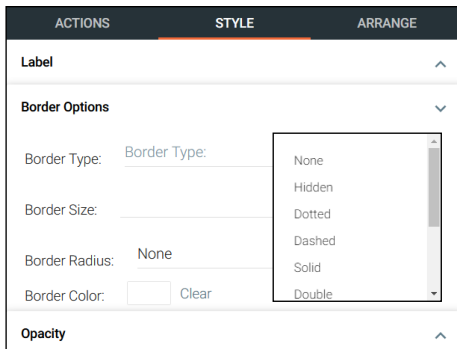 ACTIONS STYLE ARRANGE
Label
Border Options
Border Type: Border Type:
None
Hidden
Dotted
Dashed
Solid
Double
Border Size:
Border Radius: None
Border Color: Clear
Opacity